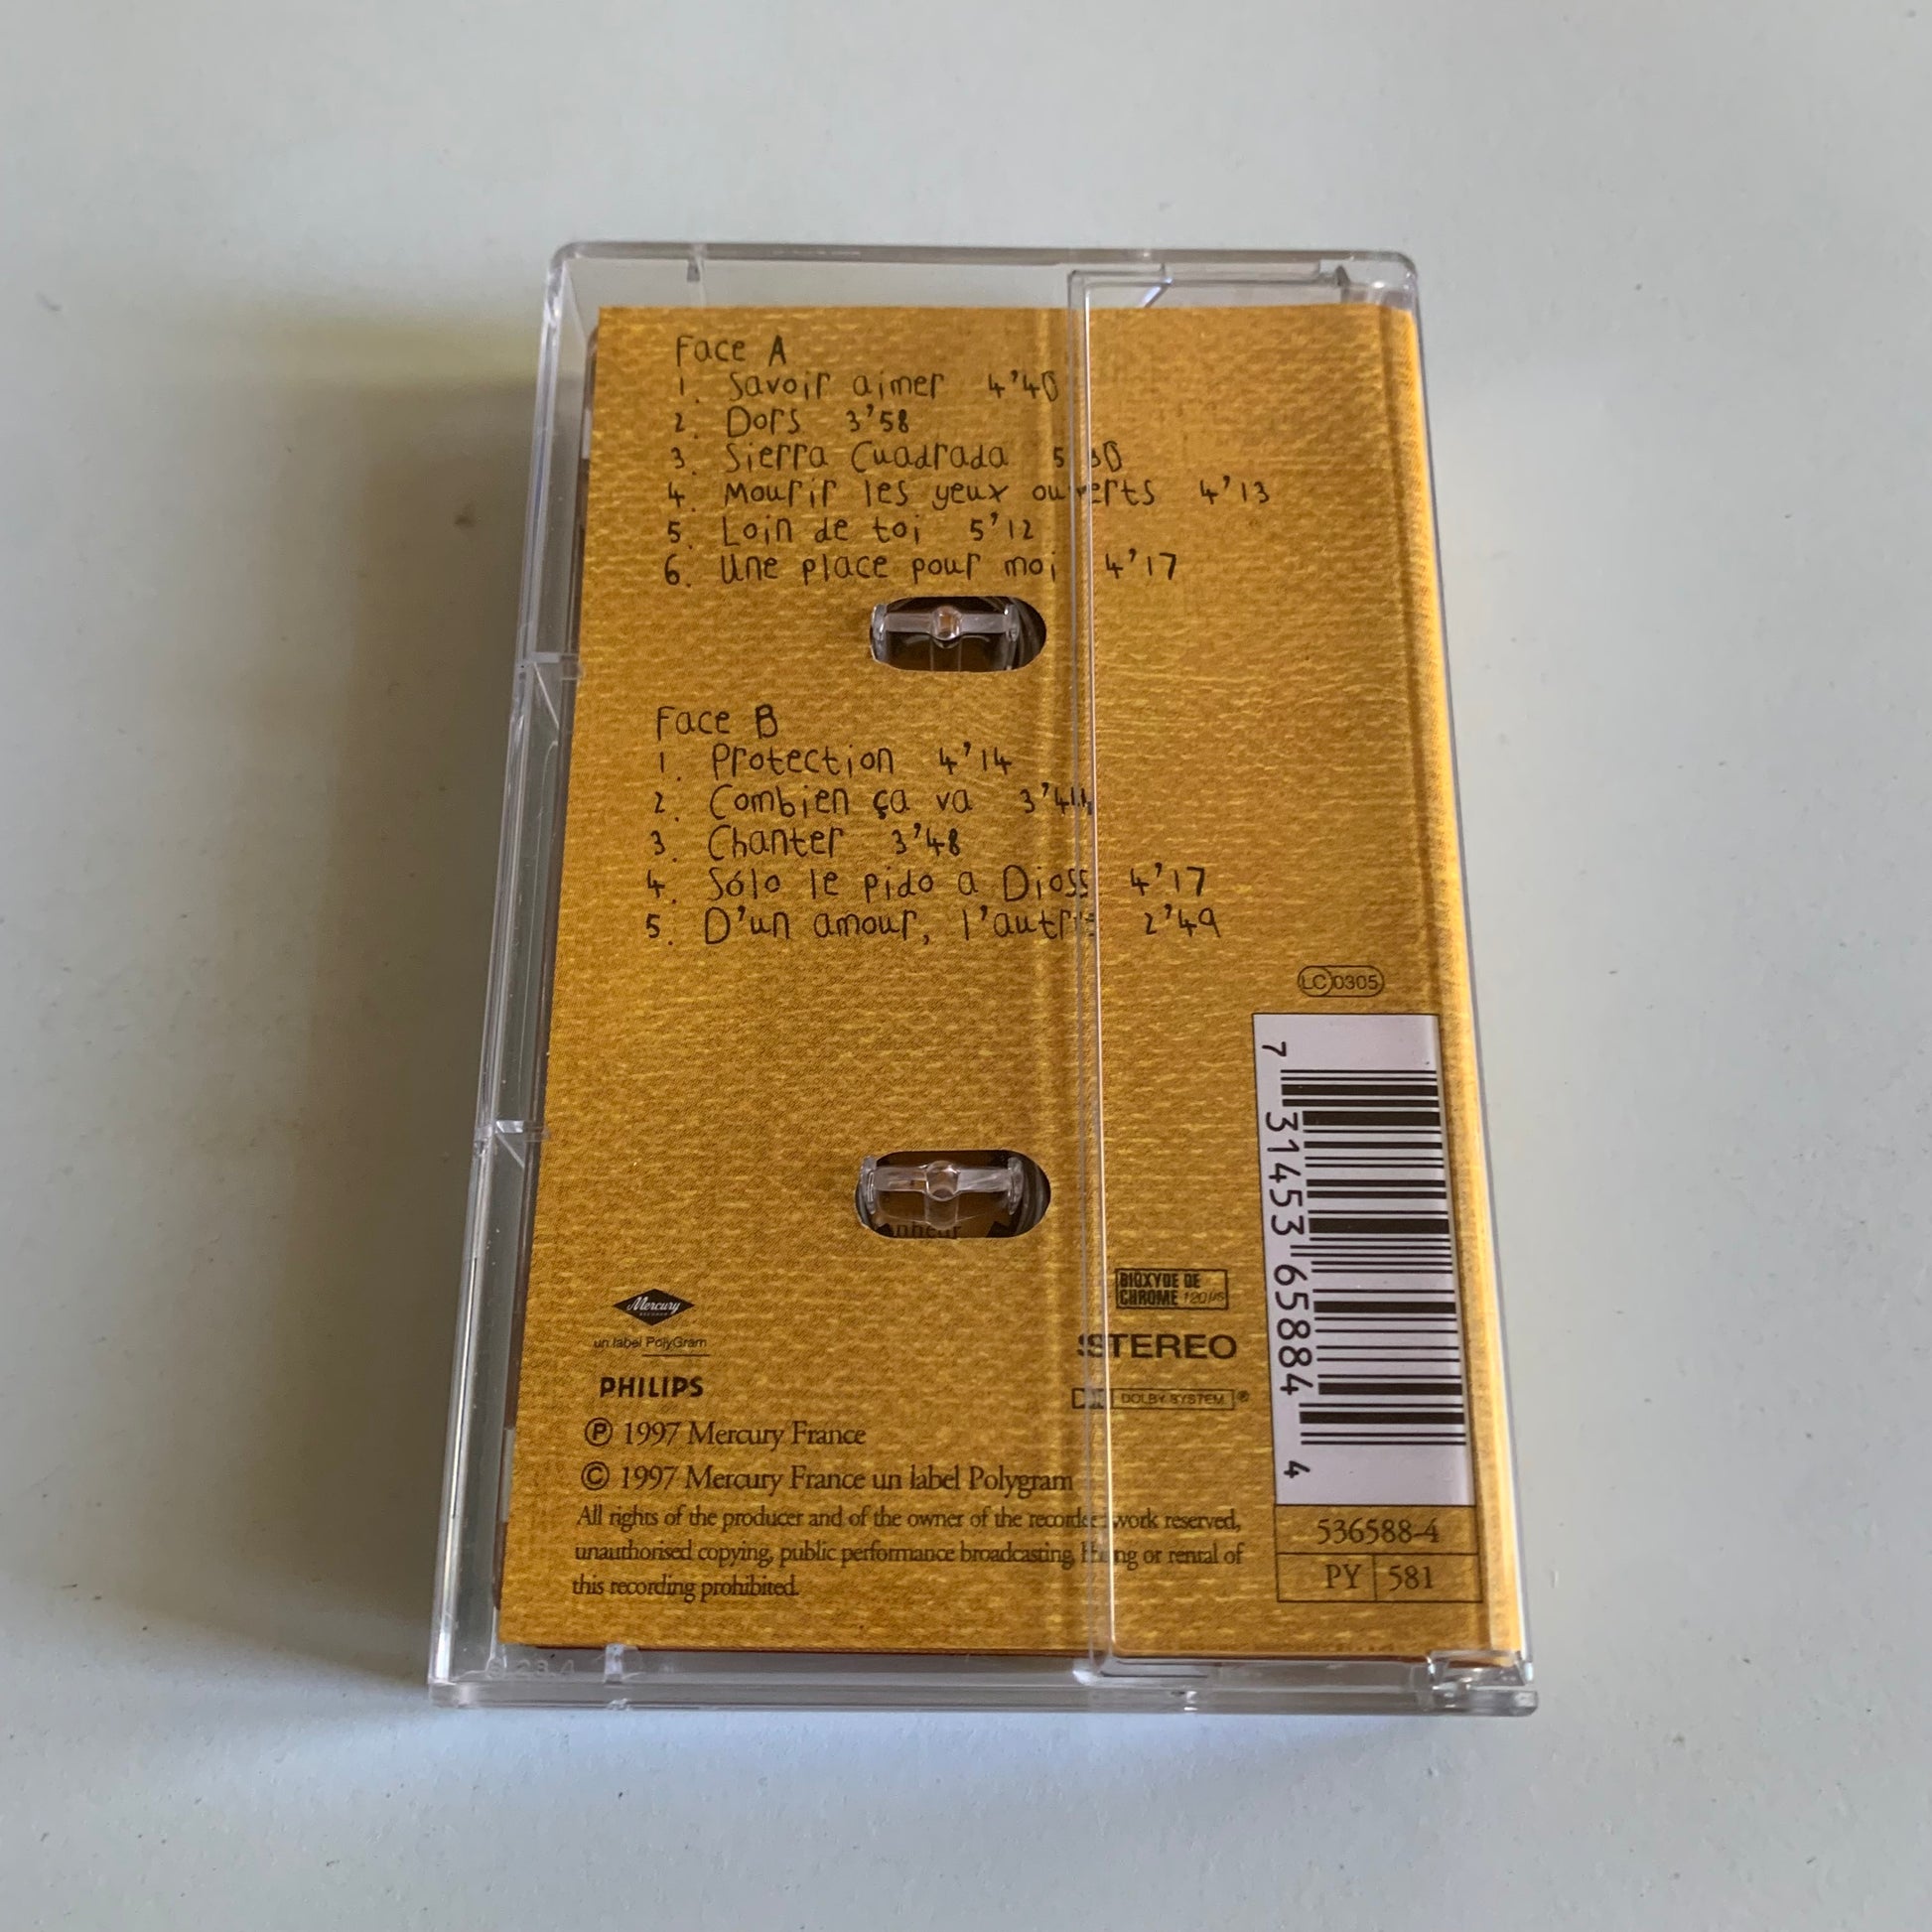 Face A
1. Savoir aimer 4'40
2. Dors 3'58
3. Sierra Cuadrada
4. Mourir les yeux ouverts 4'13
5. Loin de toi 5'12
6. Une place pour moi 4'17
Face B
1. Protection 4'14
2. Combien ça va 3'44
3. Chanter 3'48
4. Sólo le pido a Dios 4'17
5. D'un amour, l'autre 2'49
LC 0305
7 314536 588444
Mercury
un label PolyGram
PHILIPS
BIOXYDE DE
CHROME 120µs
STEREO
DOLBY SYSTEM ®
℗ 1997 Mercury France
© 1997 Mercury France un label Polygram
All rights of the producer and of the owner of the recorded work reserved,
unauthorised copying, public performance broadcasting, hiring or rental of
this recording prohibited.
536588-4
PY 581